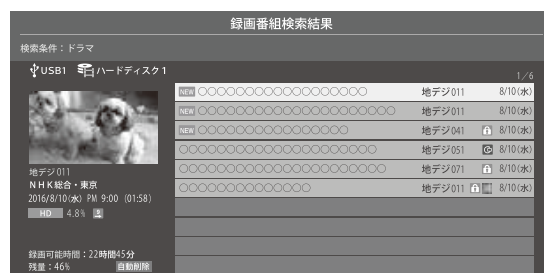 録画番組検索結果
検索条件：ドラマ
USB1 ハードディスク1
1/6
NEW ○○○○○○○○○○○○○○○○○○ 地デジ011 8/10(水)
NEW ○○○○○○○○○○○○○○○○○○○○○ 地デジ011 8/10(水)
NEW ○○○○○○○○○○○○○○○○ 地デジ041 8/10(水)
○○○○○○○○○○○○○○○○○○○○○ 地デジ051 8/10(水)
○○○○○○○○○○○○○○○○○○○○○○ 地デジ071 8/10(水)
○○○○○○○○○○○○○○ 地デジ011 8/10(水)
地デジ011
NHK総合・東京
2016/8/10(水) PM 9:00 (01:58)
HD 4.8%
録画可能時間：22時間45分
残量：46% 自動削除